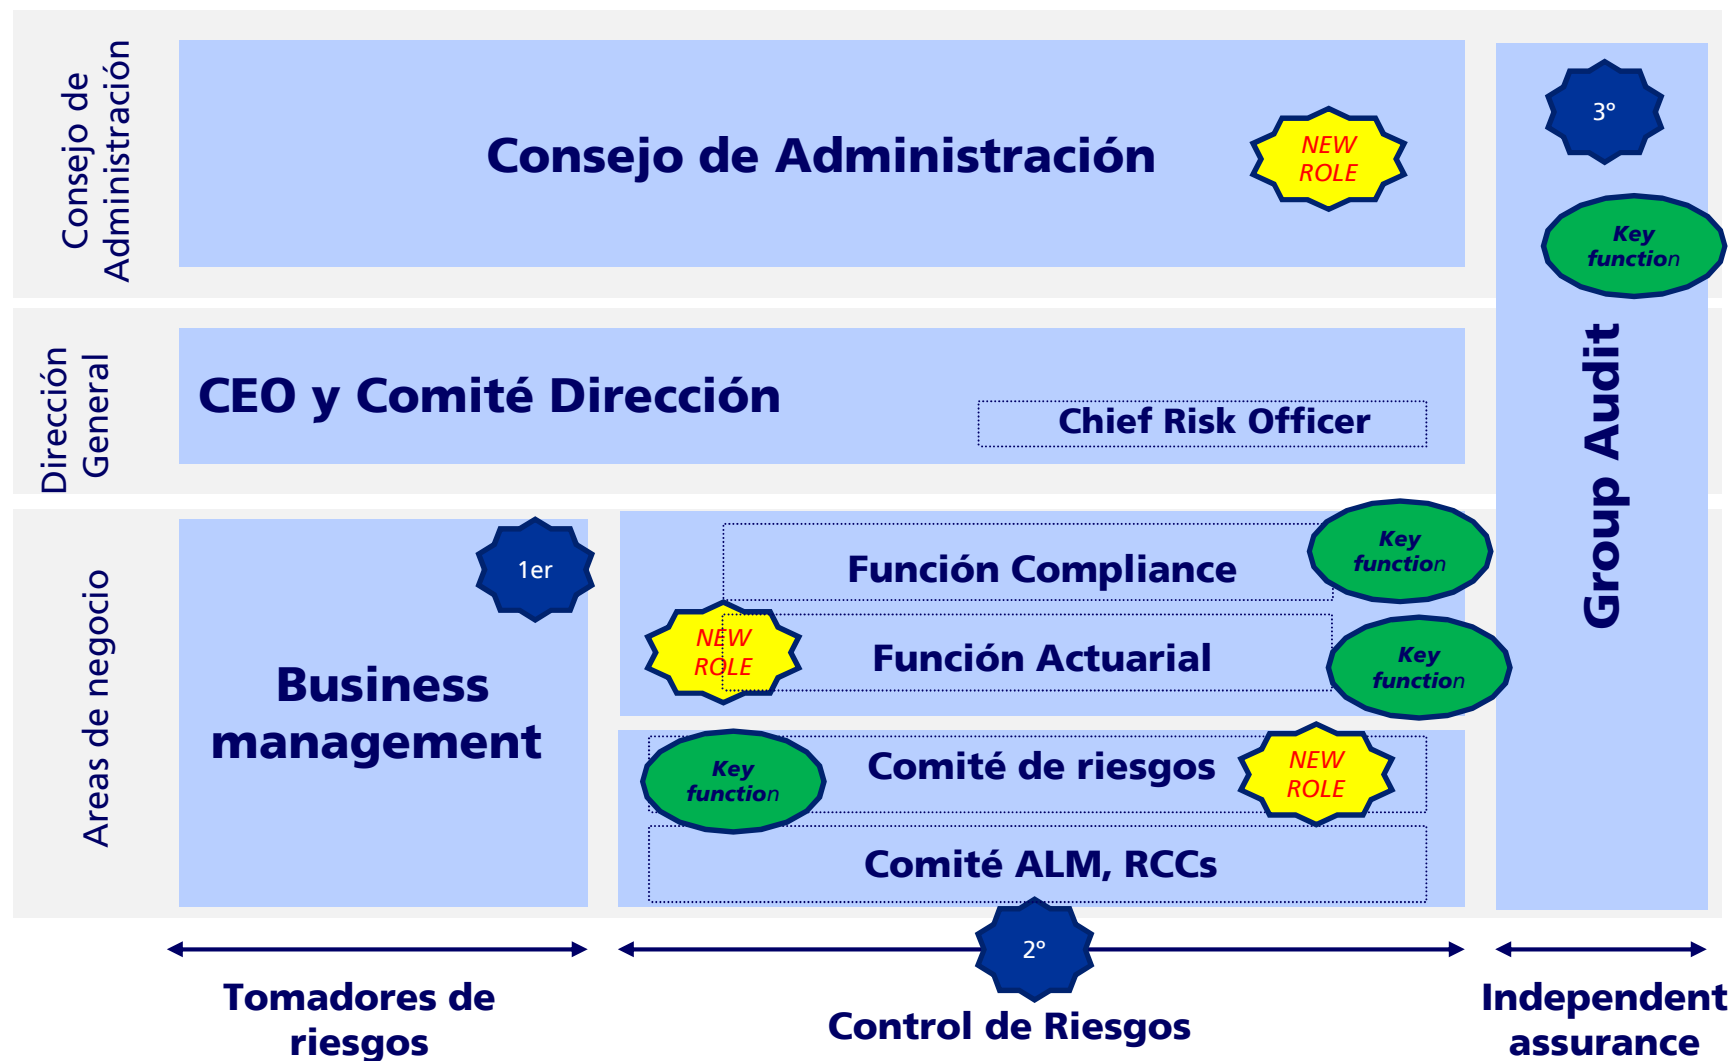 Consejo de
Administración
Consejo de Administración
NEW
ROLE
3º
Key
function
Group Audit
Dirección
General
CEO y Comité Dirección
Chief Risk Officer
Areas de negocio
Business
management
1er
Función Compliance
Key
function
NEW
ROLE
Función Actuarial
Key
function
Key
function
Comité de riesgos
NEW
ROLE
Comité ALM, RCCs
2º
Tomadores de
riesgos
Control de Riesgos
Independent
assurance